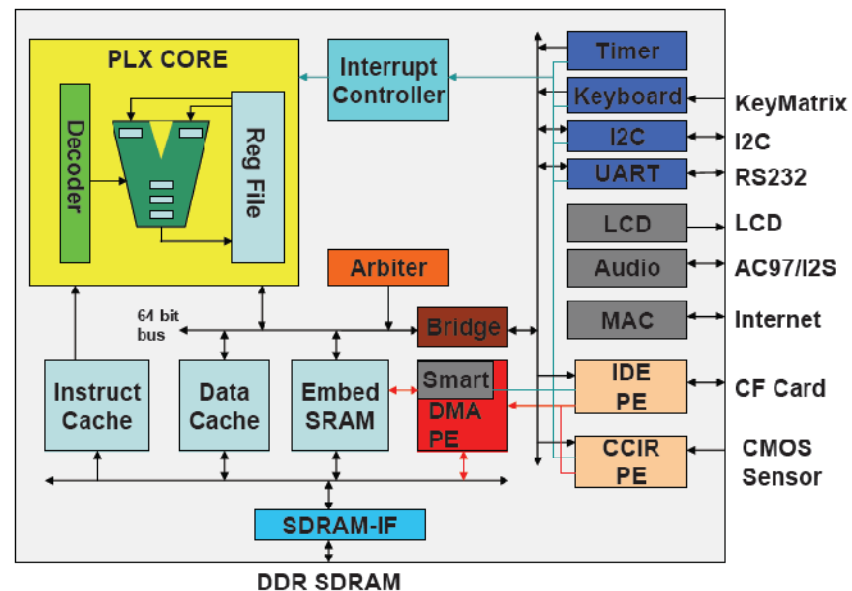 PLX CORE
Decoder
Reg File
Interrupt
Controller
Timer
Keyboard
KeyMatrix
I2C
I2C
UART
RS232
LCD
LCD
Audio
AC97/I2S
MAC
Internet
Arbiter
64 bit
bus
Bridge
Instruct
Cache
Data
Cache
Embed
SRAM
Smart
DMA
PE
IDE
PE
CF Card
CCIR
PE
CMOS
Sensor
SDRAM-IF
DDR SDRAM